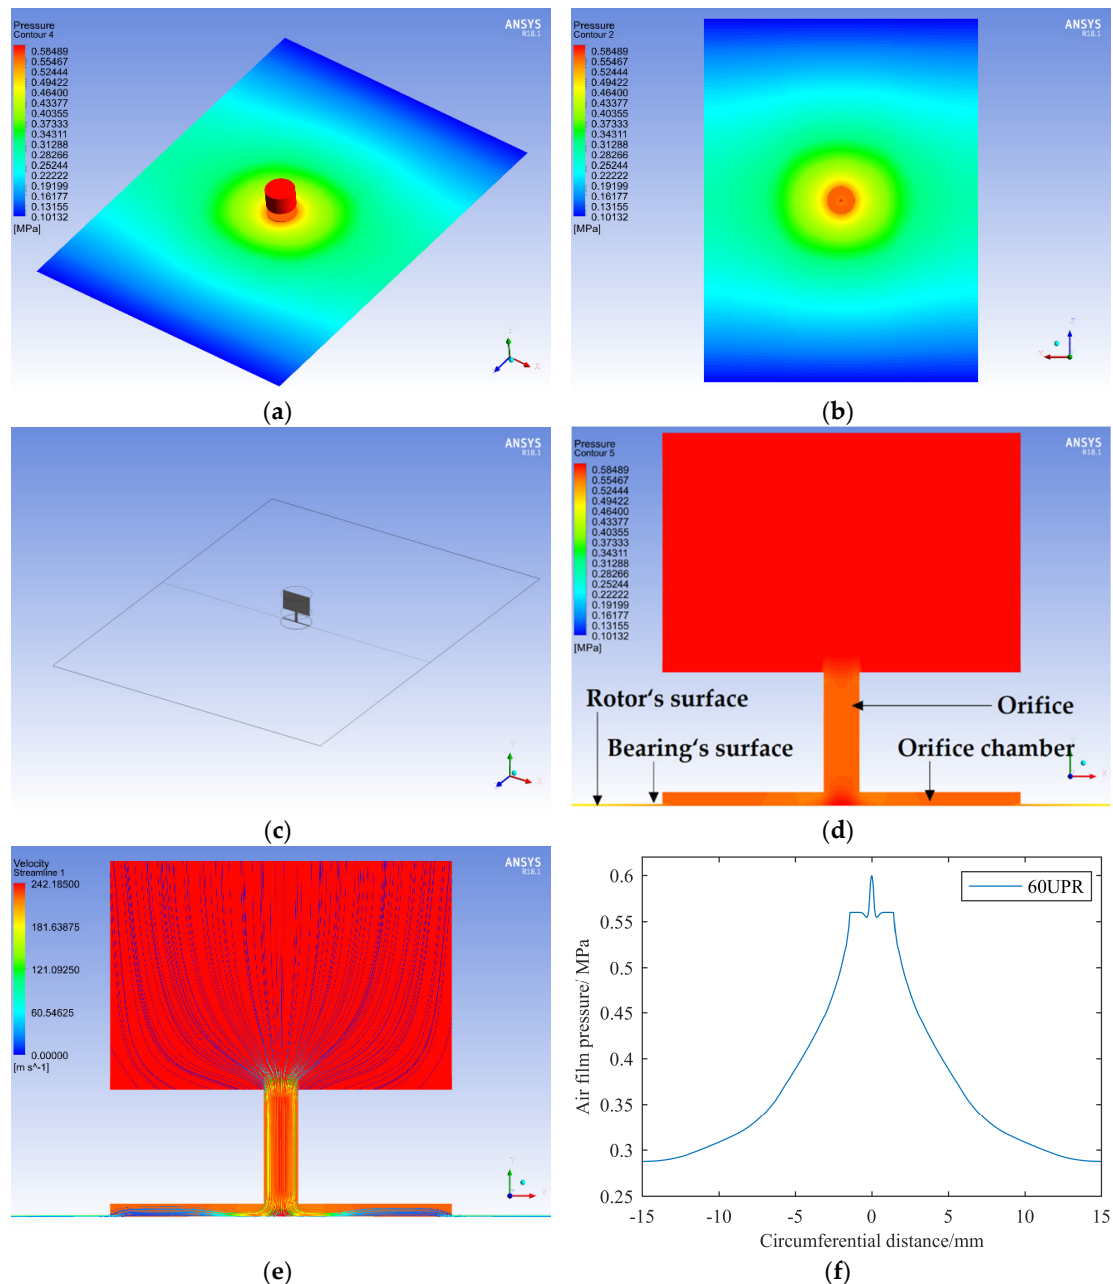 Pressure
Contour 4
0.58489
0.55467
0.52444
0.49422
0.46400
0.43377
0.40355
0.37333
0.34311
0.31288
0.28266
0.25244
0.22222
0.19199
0.16177
0.13155
0.10132
[MPa]
ANSYS
R18.1
(a)
Pressure
Contour 2
0.58489
0.55467
0.52444
0.49422
0.46400
0.43377
0.40355
0.37333
0.34311
0.31288
0.28266
0.25244
0.22222
0.19199
0.16177
0.13155
0.10132
[MPa]
ANSYS
R18.1
Z
Y
(b)
ANSYS
R18.1
Y
X
(c)
Pressure
Contour 5
0.58489
0.55467
0.52444
0.49422
0.46400
0.43377
0.40355
0.37333
0.34311
0.31288
0.28266
0.25244
0.22222
0.19199
0.16177
0.13155
0.10132
[MPa]
ANSYS
R18.1
Rotor‘s surface
Orifice
Bearing‘s surface
Orifice chamber
(d)
Velocity
Streamline 1
242.18500
181.63875
121.09250
60.54625
0.00000
[m s^-1]
ANSYS
R18.1
(e)
0.6
0.55
0.5
0.45
0.4
0.35
0.3
0.25
Air film pressure/ MPa
60UPR
-15
-10
-5
0
5
10
15
Circumferential distance/mm
(f)